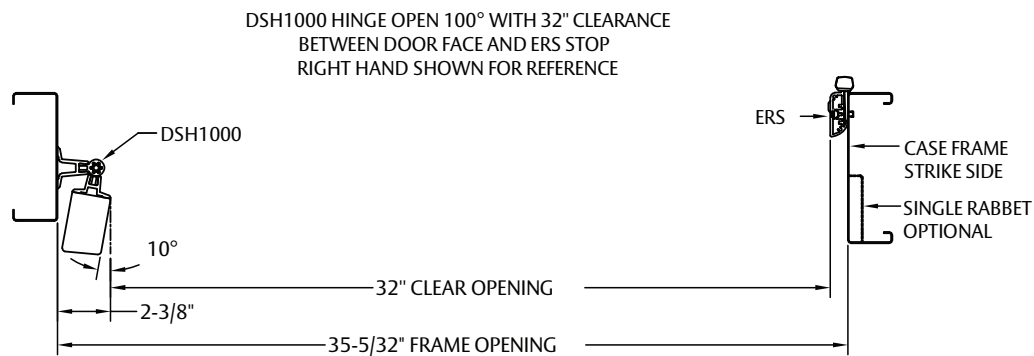 DSH1000 HINGE OPEN 100° WITH 32" CLEARANCE
BETWEEN DOOR FACE AND ERS STOP
RIGHT HAND SHOWN FOR REFERENCE
DSH1000
ERS
CASE FRAME
STRIKE SIDE
SINGLE RABBET
OPTIONAL
10°
32" CLEAR OPENING
2-3/8"
35-5/32" FRAME OPENING